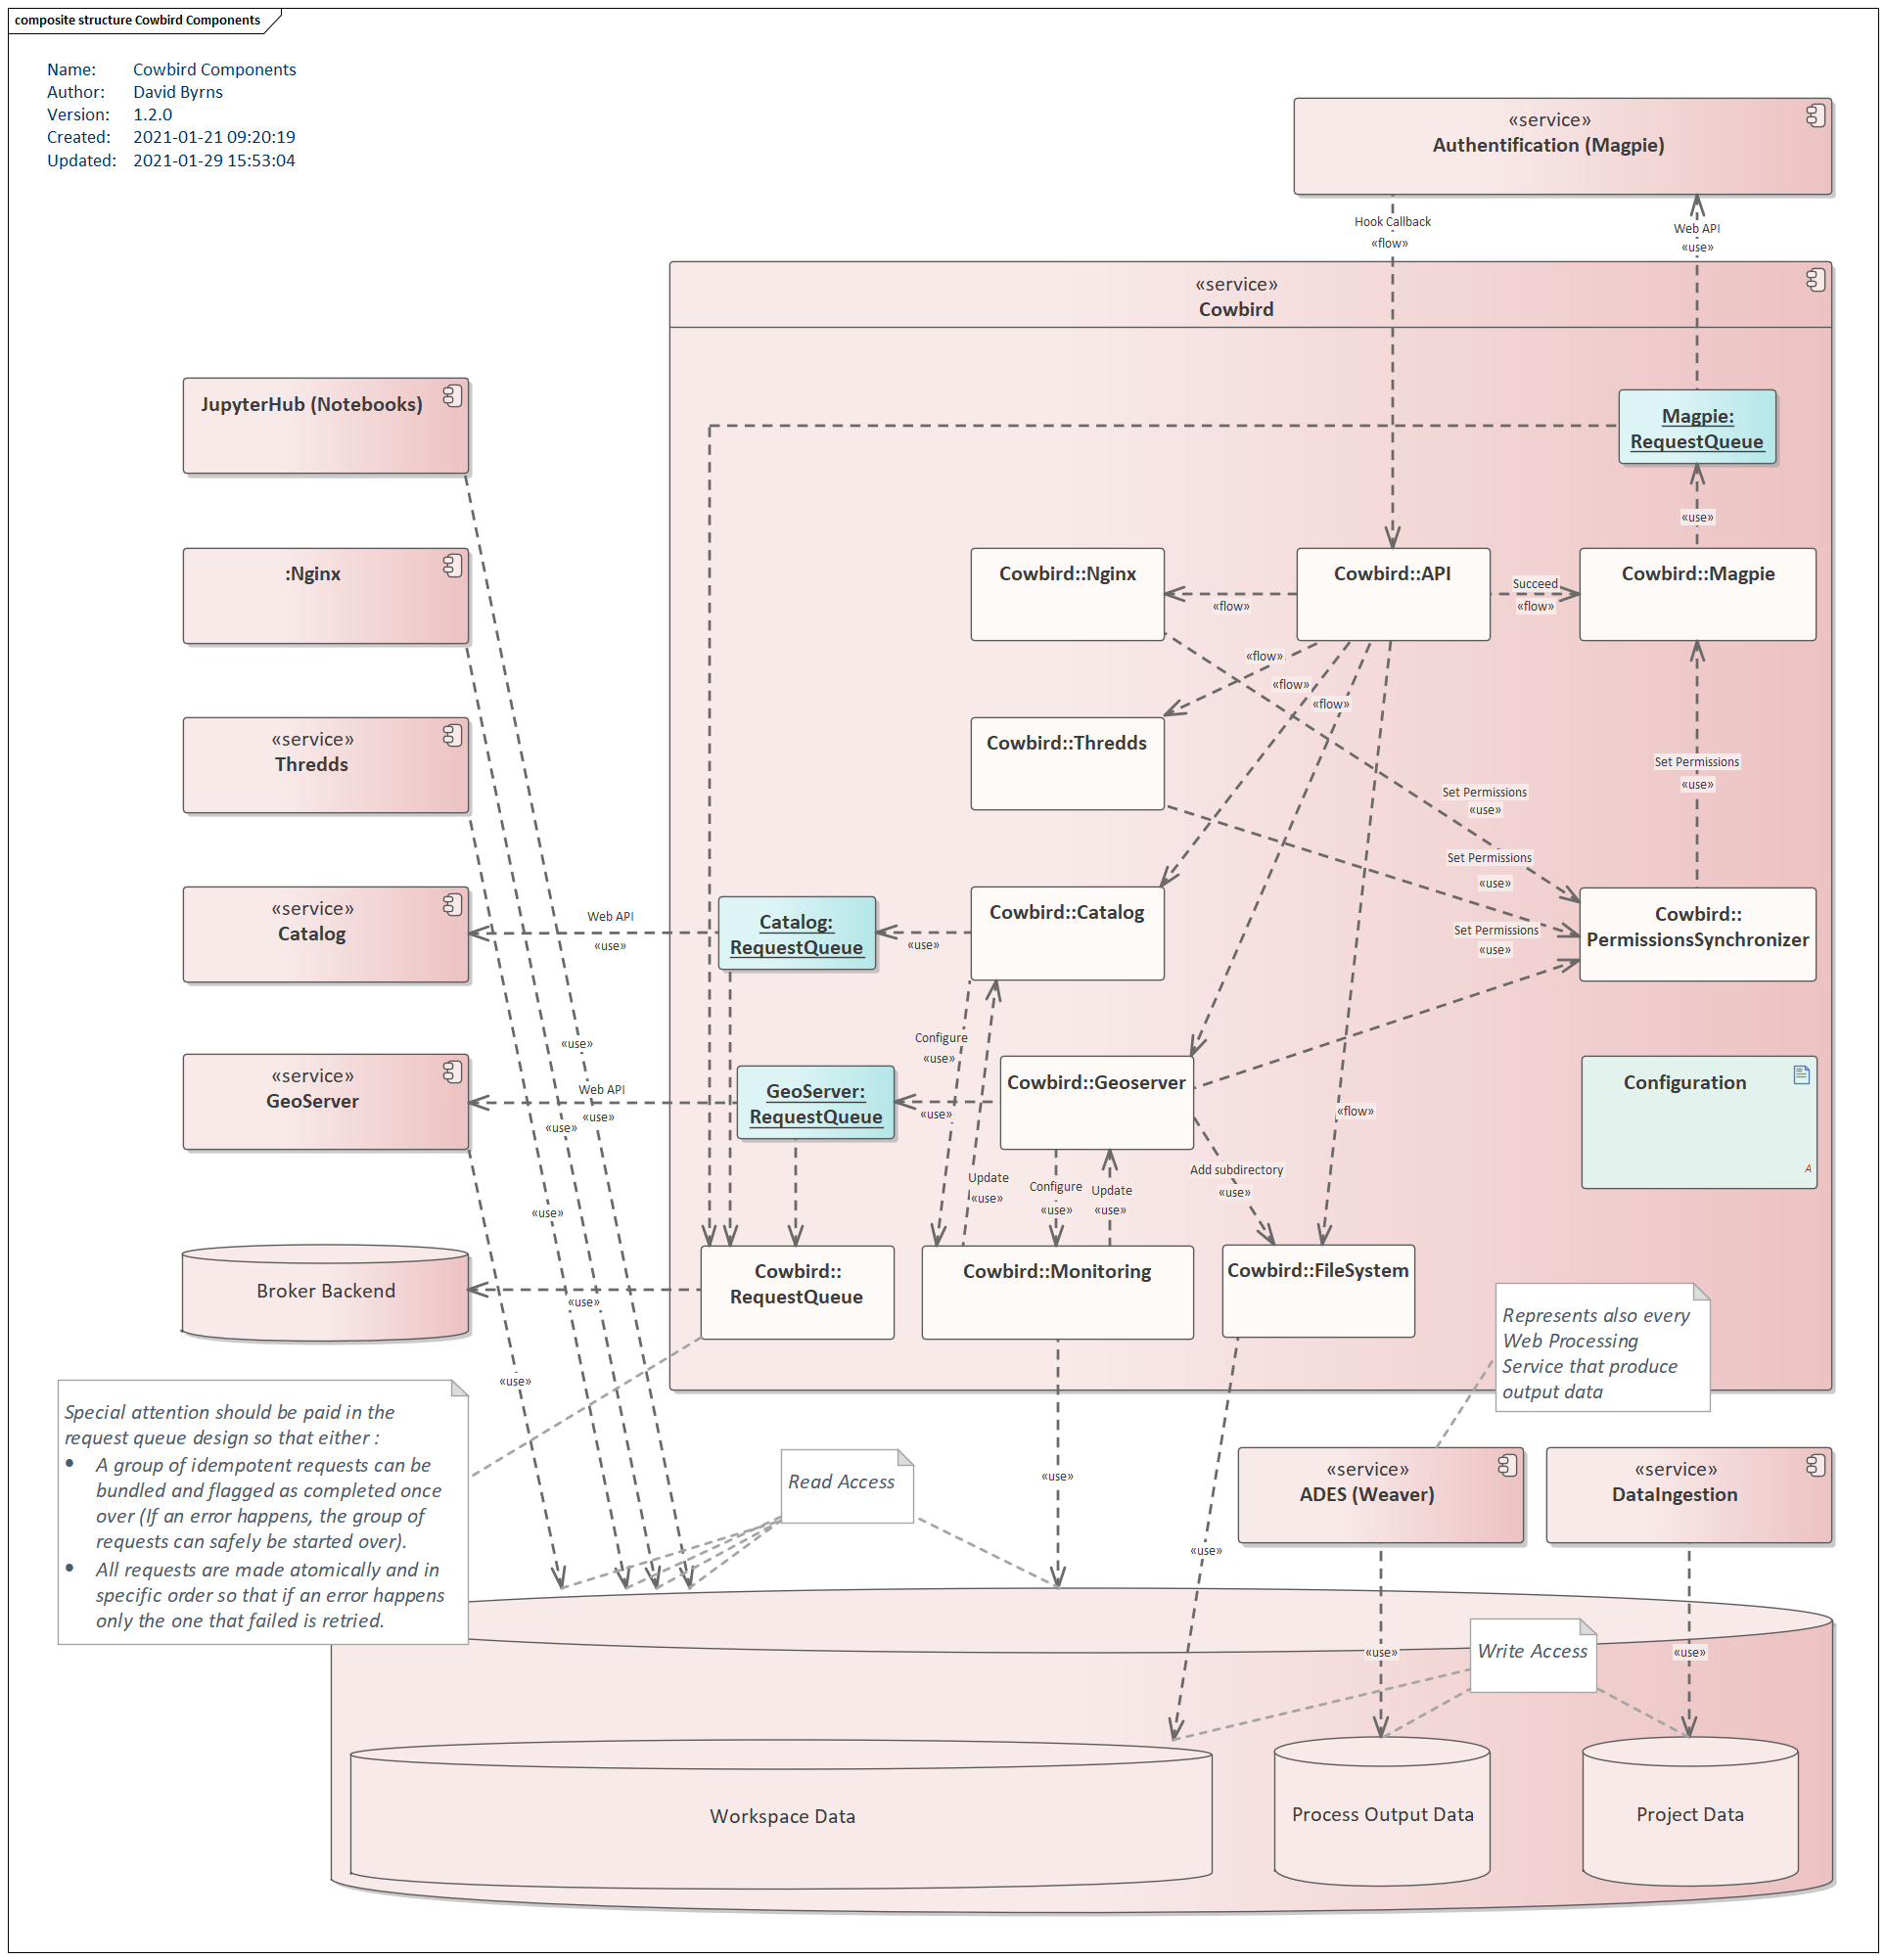 composite structure Cowbird Components
Name: Cowbird Components
Author: David Byrns
Version: 1.2.0
Created: 2021-01-21 09:20:19
Updated: 2021-01-29 15:53:04
«service»
Authentification (Magpie)
Hook Callback
«flow»
Web API
«use»
«service»
Cowbird
JupyterHub (Notebooks)
Magpie:
RequestQueue
«use»
:Nginx
Cowbird::Nginx
«flow»
Cowbird::API
Succeed
«flow»
Cowbird::Magpie
«flow»
«flow»
«flow»
«service»
Thredds
Cowbird::Thredds
Set Permissions
«use»
Set Permissions
«use»
Set Permissions
«use»
Set Permissions
«use»
«service»
Catalog
Web API
«use»
Catalog:
RequestQueue
«use»
Cowbird::Catalog
Cowbird::
PermissionsSynchronizer
Configure
«use»
«use»
«service»
GeoServer
Web API
«use»
«use»
GeoServer:
RequestQueue
«use»
Cowbird::Geoserver
«flow»
Configuration
A
Update
«use»
Configure
«use»
Update
«use»
Add subdirectory
«use»
«use»
Broker Backend
«use»
Cowbird::
RequestQueue
Cowbird::Monitoring
Cowbird::FileSystem
Represents also every
Web Processing
Service that produce
output data
«use»
Special attention should be paid in the
request queue design so that either :
• A group of idempotent requests can be
bundled and flagged as completed once
over (If an error happens, the group of
requests can safely be started over).
• All requests are made atomically and in
specific order so that if an error happens
only the one that failed is retried.
Read Access
«use»
«use»
«service»
ADES (Weaver)
«service»
DataIngestion
«use»
Write Access
«use»
Workspace Data
Process Output Data
Project Data